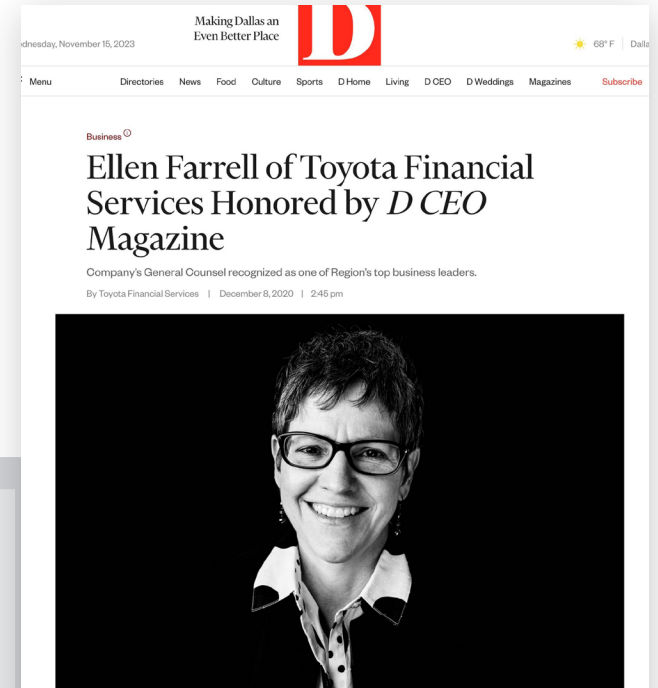 Making Dallas an
Even Better Place
D
dnesday, November 15, 2023
68° F
Dalla
Menu
Directories
News
Food
Culture
Sports
D Home
Living
D CEO
D Weddings
Magazines
Subscribe
Business
Ellen Farrell of Toyota Financial
Services Honored by D CEO
Magazine
Company's General Counsel recognized as one of Region's top business leaders.
By Toyota Financial Services | December 8, 2020 | 2:45 pm